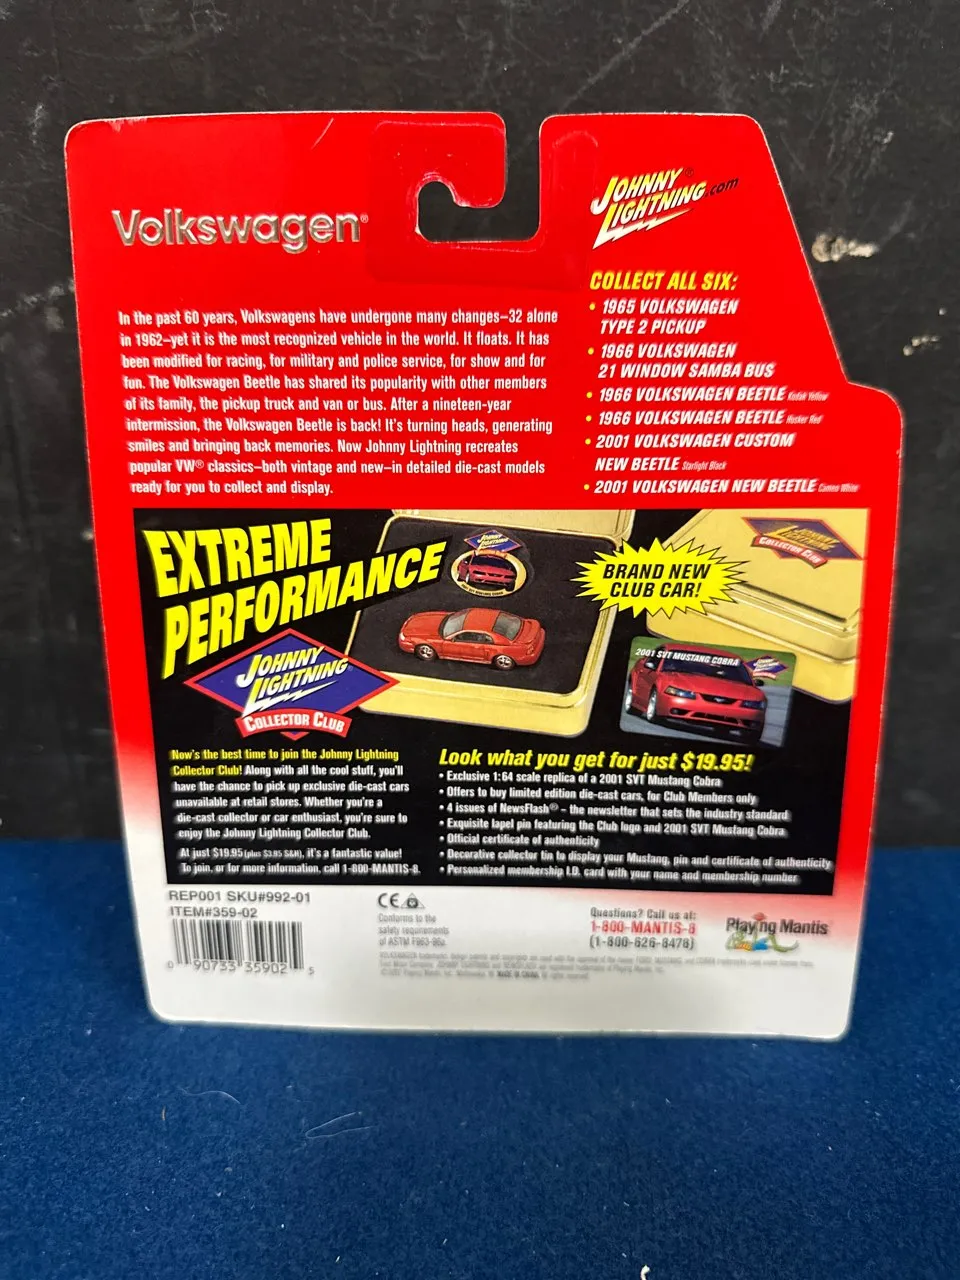 Volkswagen®
JOHNNY
LIGHTNING®.com
In the past 60 years, Volkswagens have undergone many changes–32 alone
in 1962–yet it is the most recognized vehicle in the world. It floats. It has
been modified for racing, for military and police service, for show and for
fun. The Volkswagen Beetle has shared its popularity with other members
of its family, the pickup truck and van or bus. After a nineteen-year
intermission, the Volkswagen Beetle is back! It's turning heads, generating
smiles and bringing back memories. Now Johnny Lightning recreates
popular VW® classics–both vintage and new–in detailed die-cast models
ready for you to collect and display.
COLLECT ALL SIX:
• 1965 VOLKSWAGEN
TYPE 2 PICKUP
• 1966 VOLKSWAGEN
21 WINDOW SAMBA BUS
• 1966 VOLKSWAGEN BEETLE Kodak Yellow
• 1966 VOLKSWAGEN BEETLE Husker Red
• 2001 VOLKSWAGEN CUSTOM
NEW BEETLE Starlight Black
• 2001 VOLKSWAGEN NEW BEETLE Cameo White
EXTREME
PERFORMANCE
JOHNNY
LIGHTNING®
COLLECTOR CLUB
JOHNNY
LIGHTNING
BRAND NEW
CLUB CAR!
COLLECTOR CLUB
2001 SVT MUSTANG COBRA
Now's the best time to join the Johnny Lightning
Collector Club! Along with all the cool stuff, you'll
have the chance to pick up exclusive die-cast cars
unavailable at retail stores. Whether you're a
die-cast collector or car enthusiast, you're sure to
enjoy the Johnny Lightning Collector Club.
At just $19.95 (plus $3.95 S&H), it's a fantastic value!
To join, or for more information, call 1-800-MANTIS-8.
Look what you get for just $19.95!
• Exclusive 1:64 scale replica of a 2001 SVT Mustang Cobra
• Offers to buy limited edition die-cast cars, for Club Members only
• 4 issues of NewsFlash® – the newsletter that sets the industry standard
• Exquisite lapel pin featuring the Club logo and 2001 SVT Mustang Cobra
• Official certificate of authenticity
• Decorative collector tin to display your Mustang, pin and certificate of authenticity
• Personalized membership I.D. card with your name and membership number
REP001 SKU#992-01
ITEM#359-02
0 90733 35902 5
CE
Conforms to the
safety requirements
of ASTM F963-96a.
Questions? Call us at:
1-800-MANTIS-8
(1-800-626-8478)
Playing Mantis